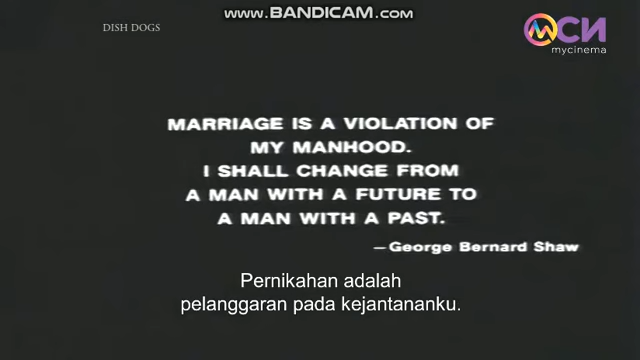 www.BANDICAM.com
DISH DOGS
MCH
mycinema
MARRIAGE IS A VIOLATION OF
MY MANHOOD.
I SHALL CHANGE FROM
A MAN WITH A FUTURE TO
A MAN WITH A PAST.
—George Bernard Shaw
Pernikahan adalah
pelanggaran pada kejantananku.